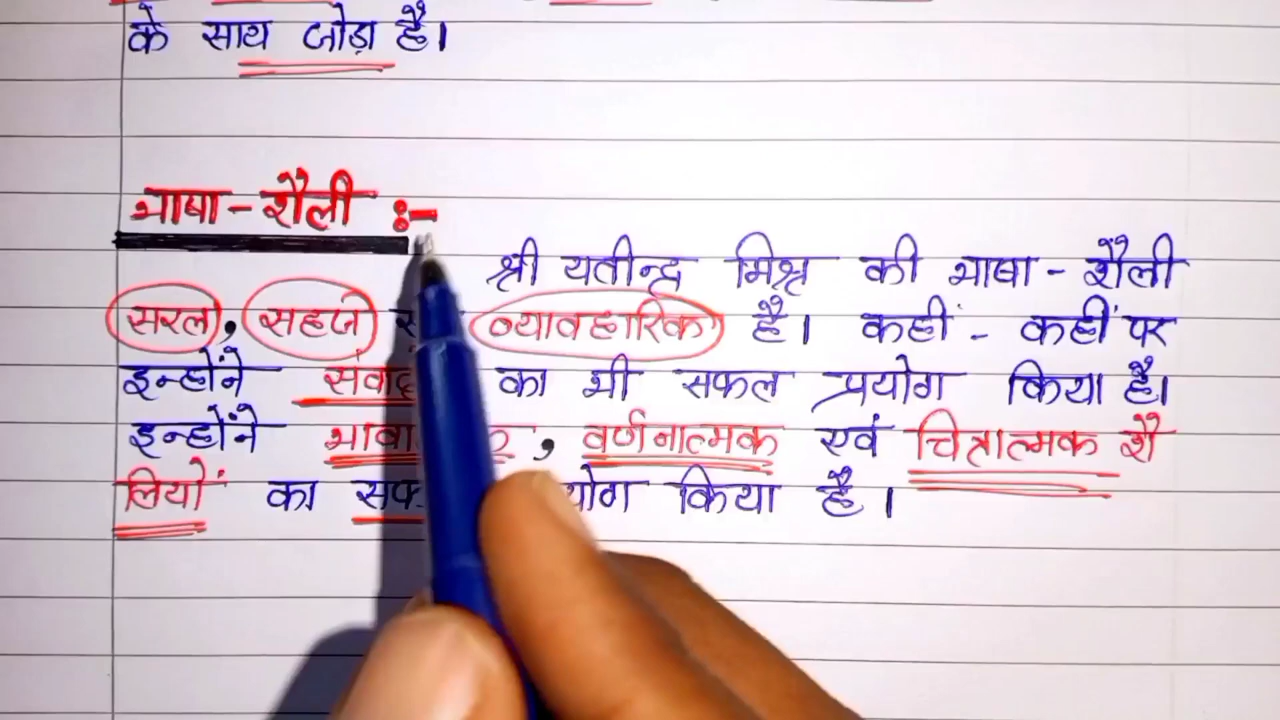 के साथ जोड़ा है।
भाषा-शैली :-
श्री यतीन्द्र मिश्र की भाषा-शैली
सरल, सहज व्यावहारिक है। कहीं-कहीं पर
इन्होंने का भी सफल प्रयोग किया है।
इन्होंने , वर्णनात्मक एवं चित्रात्मक शै
लियों का किया है।